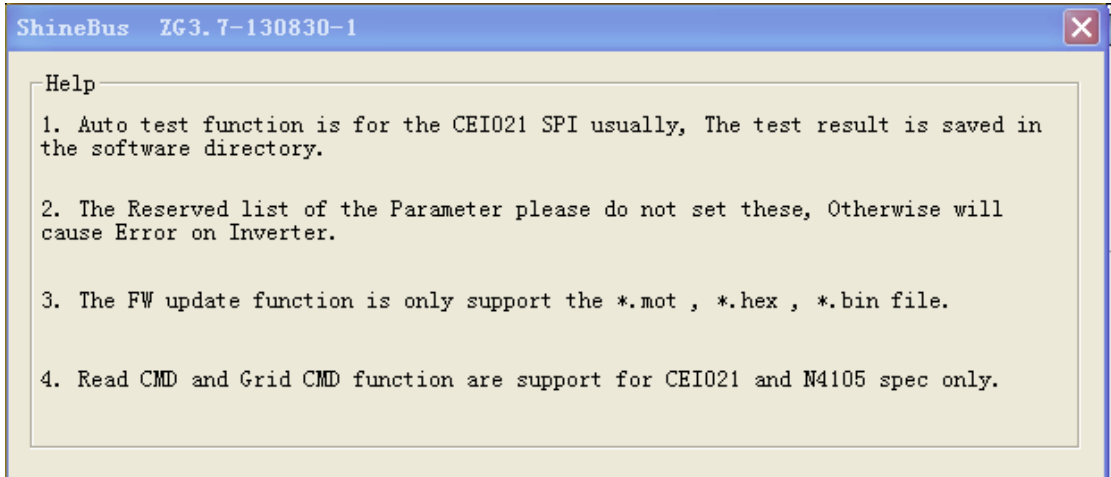 ShineBus ZG3.7-130830-1
Help
1. Auto test function is for the CEI021 SPI usually, The test result is saved in
the software directory.
2. The Reserved list of the Parameter please do not set these, Otherwise will
cause Error on Inverter.
3. The FW update function is only support the *.mot , *.hex , *.bin file.
4. Read CMD and Grid CMD function are support for CEI021 and N4105 spec only.